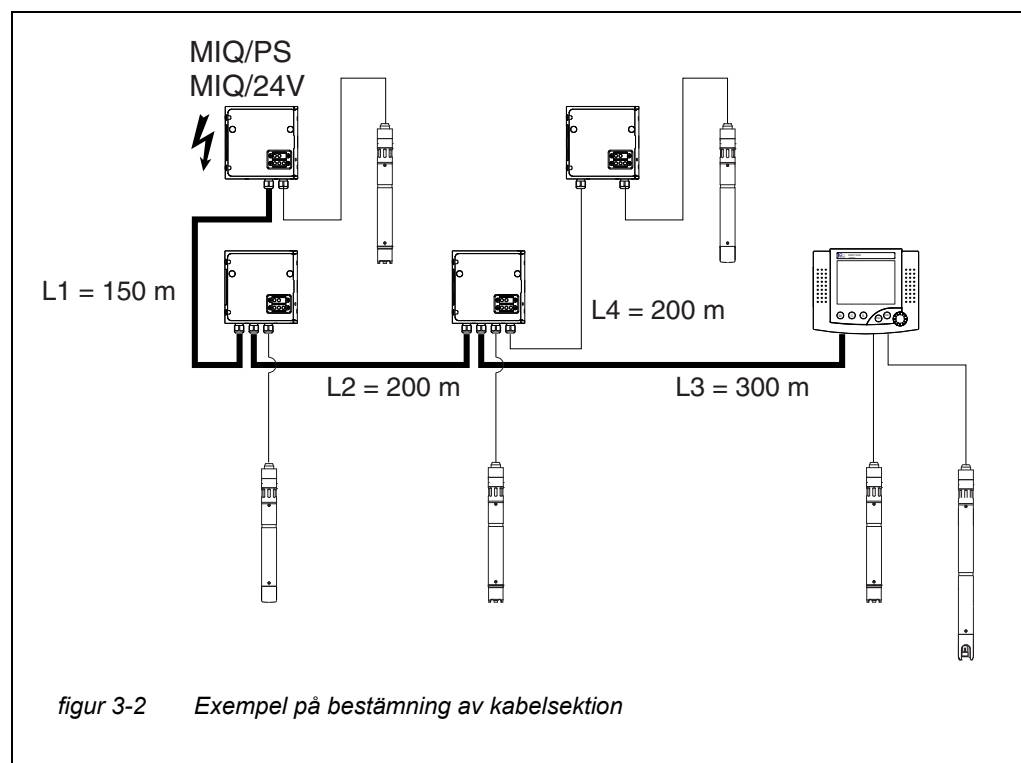 MIQ/PS
MIQ/24V
L1 = 150 m
L4 = 200 m
L2 = 200 m
L3 = 300 m
figur 3-2 Exempel på bestämning av kabelsektion